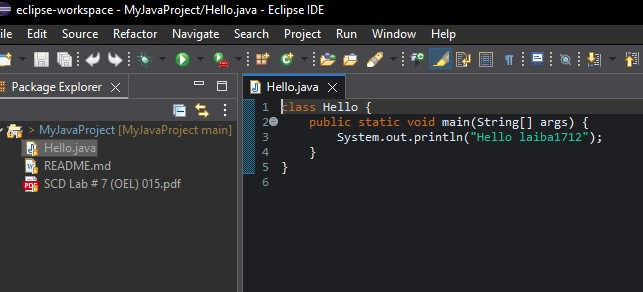 eclipse-workspace - MyJavaProject/Hello.java - Eclipse IDE
Edit Source Refactor Navigate Search Project Run Window Help
Package Explorer
> MyJavaProject [MyJavaProject main]
Hello.java
README.md
SCD Lab # 7 (OEL) 015.pdf
Hello.java
1 class Hello {
2 public static void main(String[] args) {
3 System.out.println("Hello laiba1712");
4 }
5 }
6